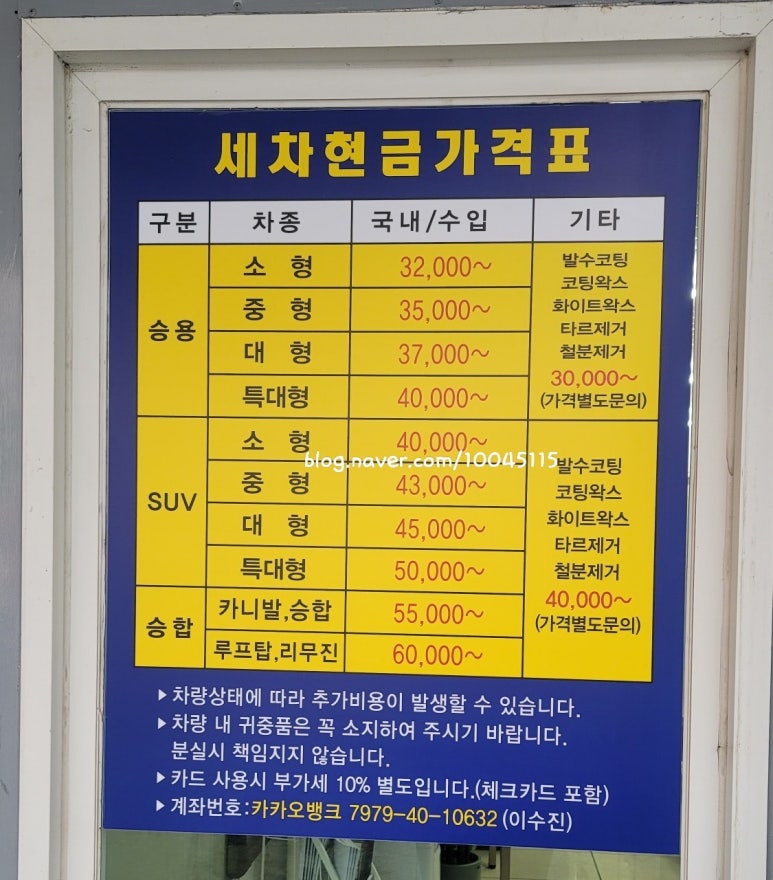 세차현금가격표
구분 차종 국내/수입 기타
승용
소 형 32,000~
중 형 35,000~
대 형 37,000~
특대형 40,000~
발수코팅
코팅왁스
화이트왁스
타르제거
철분제거
30,000~
(가격별도문의)
SUV
소 형 40,000~
중 형 43,000~
대 형 45,000~
특대형 50,000~
승합
카니발,승합 55,000~
루프탑,리무진 60,000~
발수코팅
코팅왁스
화이트왁스
타르제거
철분제거
40,000~
(가격별도문의)
blog.naver.com/10045115
▶차량상태에 따라 추가비용이 발생할 수 있습니다.
▶차량 내 귀중품은 꼭 소지하여 주시기 바랍니다.
분실시 책임지지 않습니다.
▶카드 사용시 부가세 10% 별도입니다.(체크카드 포함)
▶계좌번호:카카오뱅크 7979-40-10632 (이수진)